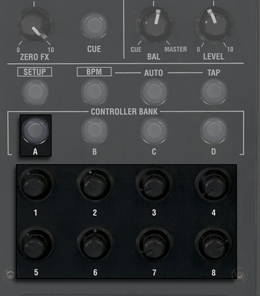 0 10
ZERO FX
CUE
CUE MASTER
BAL
0 10
LEVEL
SETUP BPM AUTO TAP
CONTROLLER BANK
A B C D
1 2 3 4
5 6 7 8